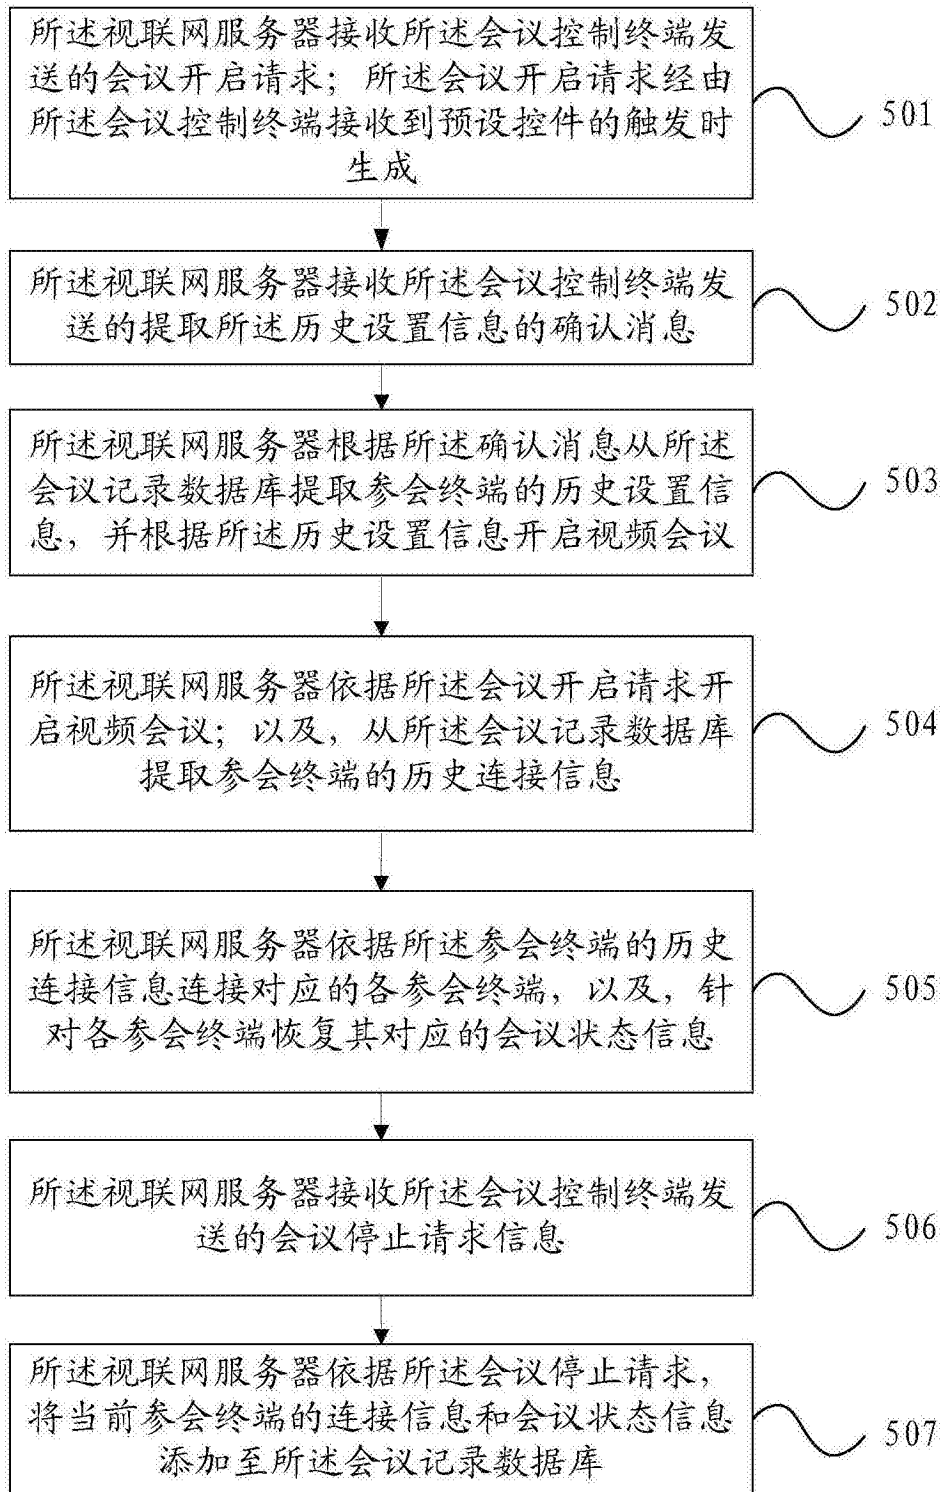 所述视联网服务器接收所述会议控制终端发
送的会议开启请求；所述会议开启请求经由
所述会议控制终端接收到预设控件的触发时
生成
501
所述视联网服务器接收所述会议控制终端发
送的提取所述历史设置信息的确认消息
502
所述视联网服务器根据所述确认消息从所述
会议记录数据库提取参会终端的历史设置信
息，并根据所述历史设置信息开启视频会议
503
所述视联网服务器依据所述会议开启请求开
启视频会议；以及，从所述会议记录数据库
提取参会终端的历史连接信息
504
所述视联网服务器依据所述参会终端的历史
连接信息连接对应的各参会终端，以及，针
对各参会终端恢复其对应的会议状态信息
505
所述视联网服务器接收所述会议控制终端发
送的会议停止请求信息
506
所述视联网服务器依据所述会议停止请求，
将当前参会终端的连接信息和会议状态信息
添加至所述会议记录数据库
507